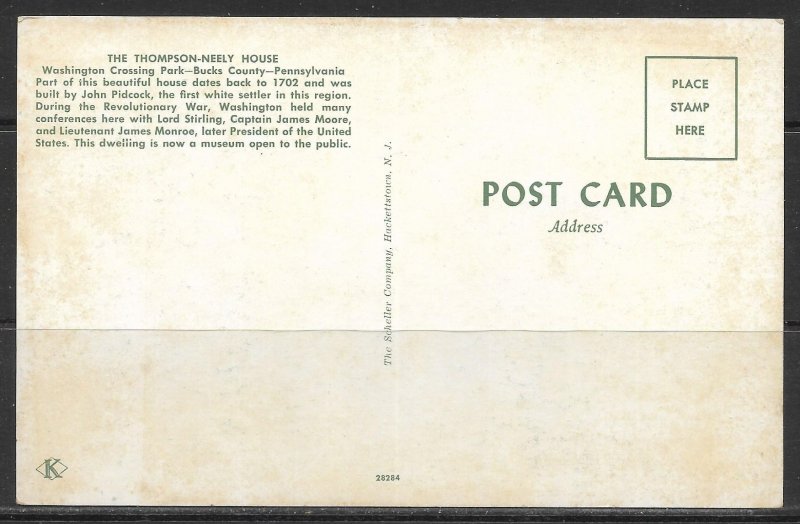 THE THOMPSON-NEELY HOUSE
Washington Crossing Park—Bucks County—Pennsylvania
Part of this beautiful house dates back to 1702 and was
built by John Pidcock, the first white settler in this region.
During the Revolutionary War, Washington held many
conferences here with Lord Stirling, Captain James Moore,
and Lieutenant James Monroe, later President of the United
States. This dwelling is now a museum open to the public.
The Scheller Company, Hackettstown, N. J.
PLACE
STAMP
HERE
POST CARD
Address
K
28284